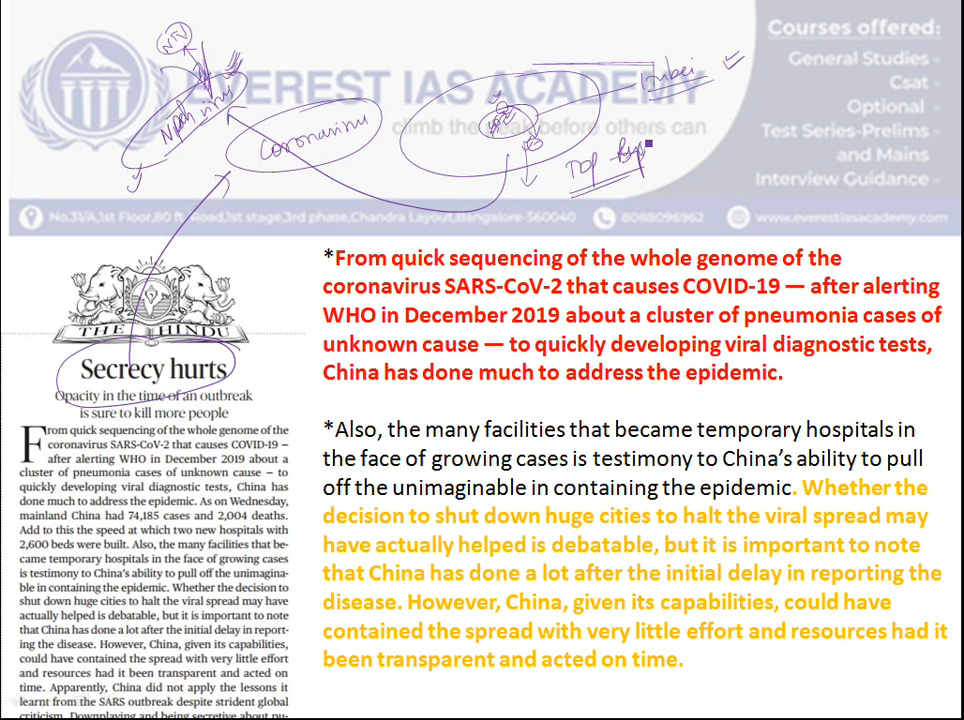 EVEREST IAS ACADEMY
climb the peak before others can
Courses offered:
General Studies -
Csat -
Optional -
Test Series-Prelims -
and Mains
Interview Guidance -
No.31/A,1st Floor,80 ft Road,1st stage,3rd phase,Chandra Layout,Bangalore-560040
8088096962
www.everestiasacademy.com
Nipah virus
Coronavirus
Hubei
Top
THE HINDU
Secrecy hurts
Opacity in the time of an outbreak
is sure to kill more people
From quick sequencing of the whole genome of the
coronavirus SARS-CoV-2 that causes COVID-19 —
after alerting WHO in December 2019 about a
cluster of pneumonia cases of unknown cause — to
quickly developing viral diagnostic tests, China has
done much to address the epidemic. As on Wednesday,
mainland China had 74,185 cases and 2,004 deaths.
Add to this the speed at which two new hospitals with
2,600 beds were built. Also, the many facilities that be-
came temporary hospitals in the face of growing cases
is testimony to China's ability to pull off the unimagina-
ble in containing the epidemic. Whether the decision to
shut down huge cities to halt the viral spread may have
actually helped is debatable, but it is important to note
that China has done a lot after the initial delay in report-
ing the disease. However, China, given its capabilities,
could have contained the spread with very little effort
and resources had it been transparent and acted on
time. Apparently, China did not apply the lessons it
learnt from the SARS outbreak despite strident global
criticism. Downplaying and being secretive about nu-
*From quick sequencing of the whole genome of the
coronavirus SARS-CoV-2 that causes COVID-19 — after alerting
WHO in December 2019 about a cluster of pneumonia cases of
unknown cause — to quickly developing viral diagnostic tests,
China has done much to address the epidemic.
*Also, the many facilities that became temporary hospitals in
the face of growing cases is testimony to China's ability to pull
off the unimaginable in containing the epidemic. Whether the
decision to shut down huge cities to halt the viral spread may
have actually helped is debatable, but it is important to note
that China has done a lot after the initial delay in reporting the
disease. However, China, given its capabilities, could have
contained the spread with very little effort and resources had it
been transparent and acted on time.